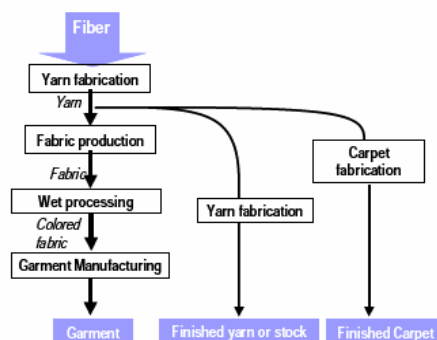 Fiber
Yarn fabrication
Yarn
Fabric production
Carpet
fabrication
Fabric
Wet processing
Yarn fabrication
Colored
fabric
Garment Manufacturing
Garment
Finished yarn or stock
Finished Carpet